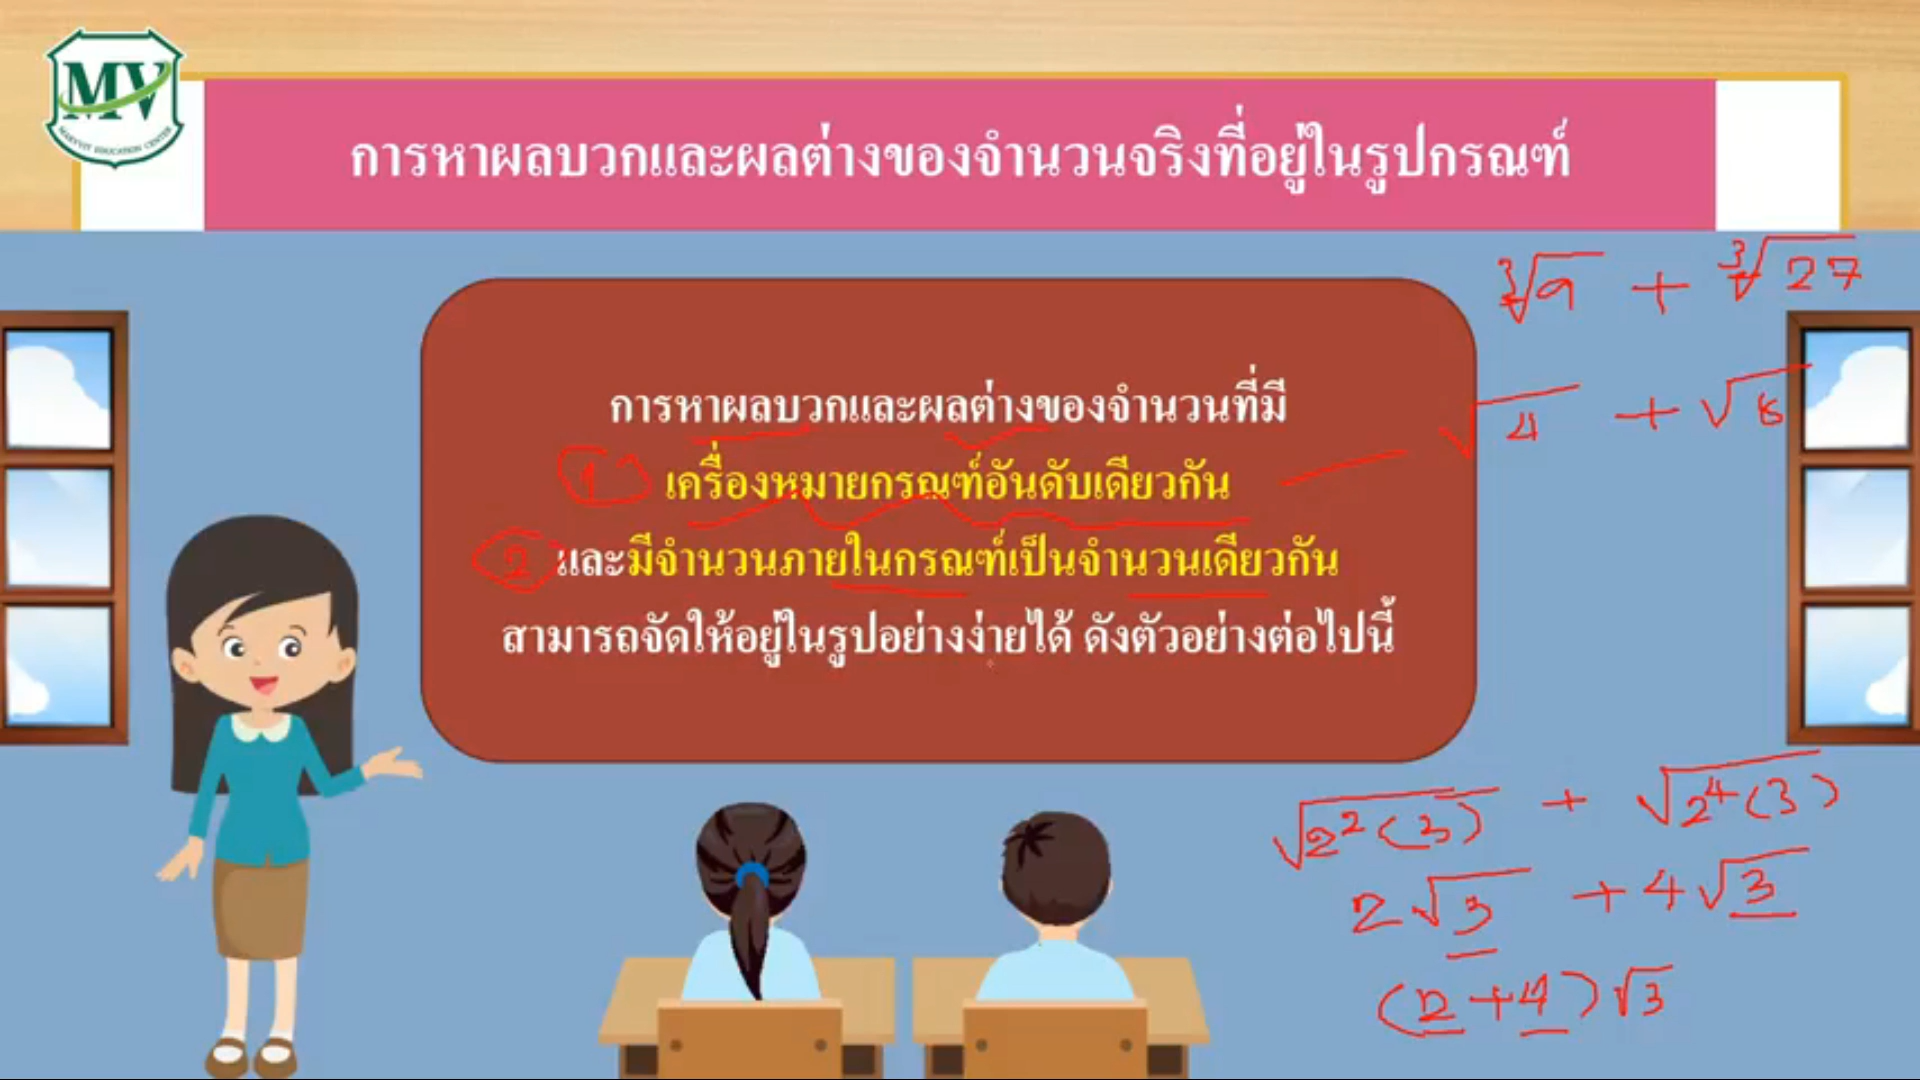 MV
MARYVIT EDUCATION CENTER
การหาผลบวกและผลต่างของจำนวนจริงที่อยู่ในรูปกรณฑ์
∛9 + ∛27
√4 + √8
การหาผลบวกและผลต่างของจำนวนที่มี
1 เครื่องหมายกรณฑ์อันดับเดียวกัน
2 และมีจำนวนภายในกรณฑ์เป็นจำนวนเดียวกัน
สามารถจัดให้อยู่ในรูปอย่างง่ายได้ ดังตัวอย่างต่อไปนี้
√2²(3) + √2⁴(3)
2√3 + 4√3
(2+4)√3